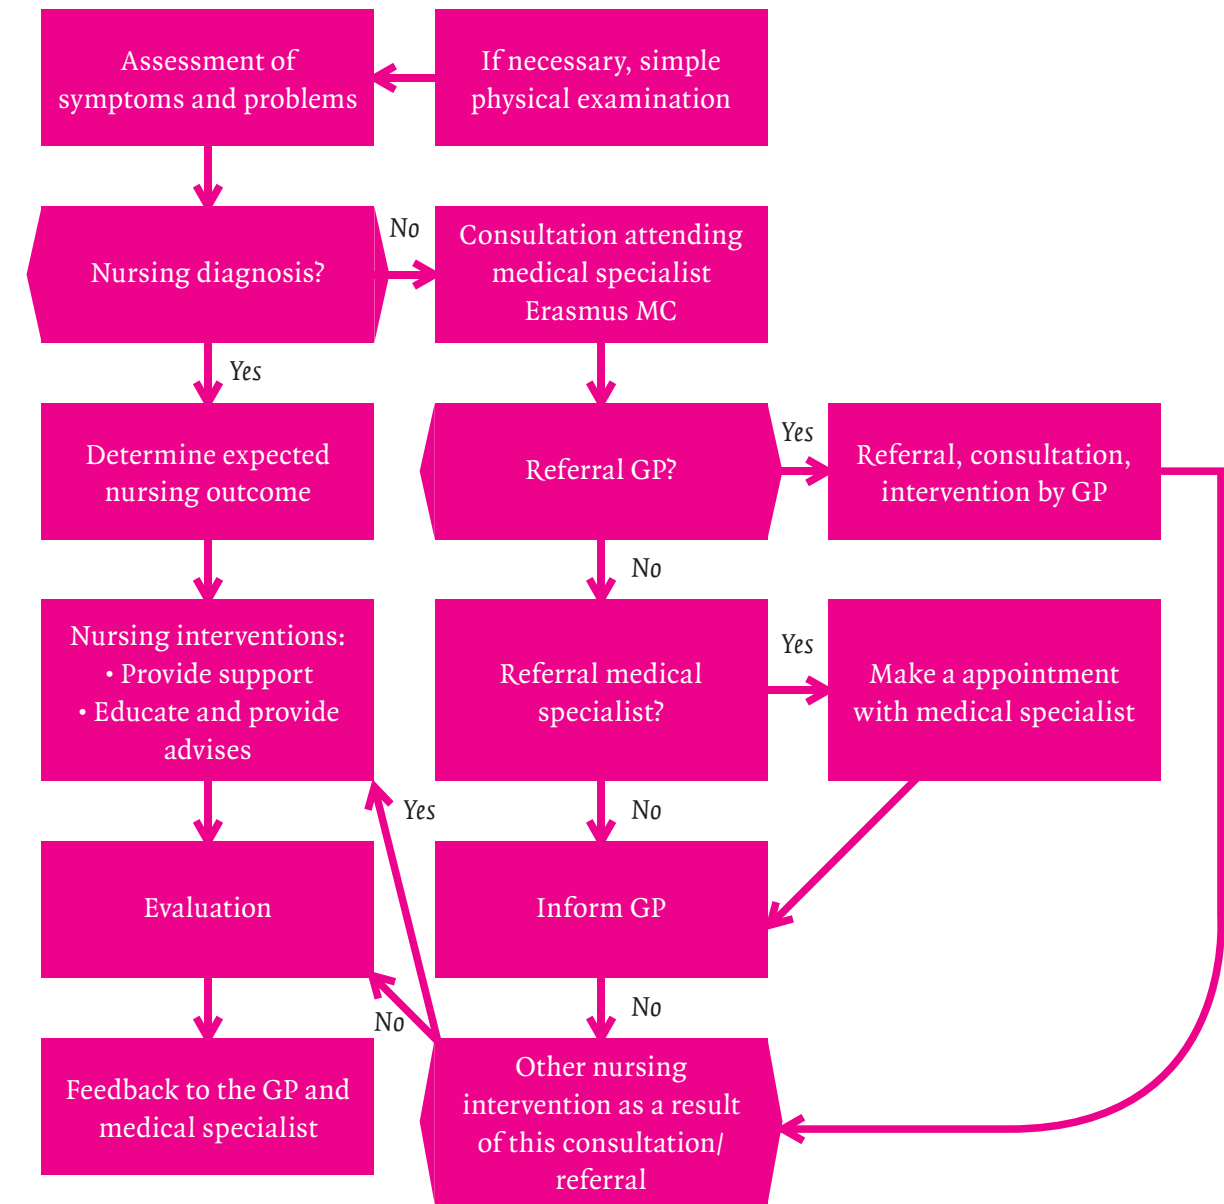 Assessment of
symptoms and problems
If necessary, simple
physical examination
Nursing diagnosis?
No
Consultation attending
medical specialist
Erasmus MC
Yes
Determine expected
nursing outcome
Referral GP?
Yes
Referral, consultation,
intervention by GP
No
Nursing interventions:
• Provide support
• Educate and provide
advises
Referral medical
specialist?
Yes
Make a appointment
with medical specialist
Yes
No
Evaluation
Inform GP
No
No
Feedback to the GP and
medical specialist
Other nursing
intervention as a result
of this consultation/
referral